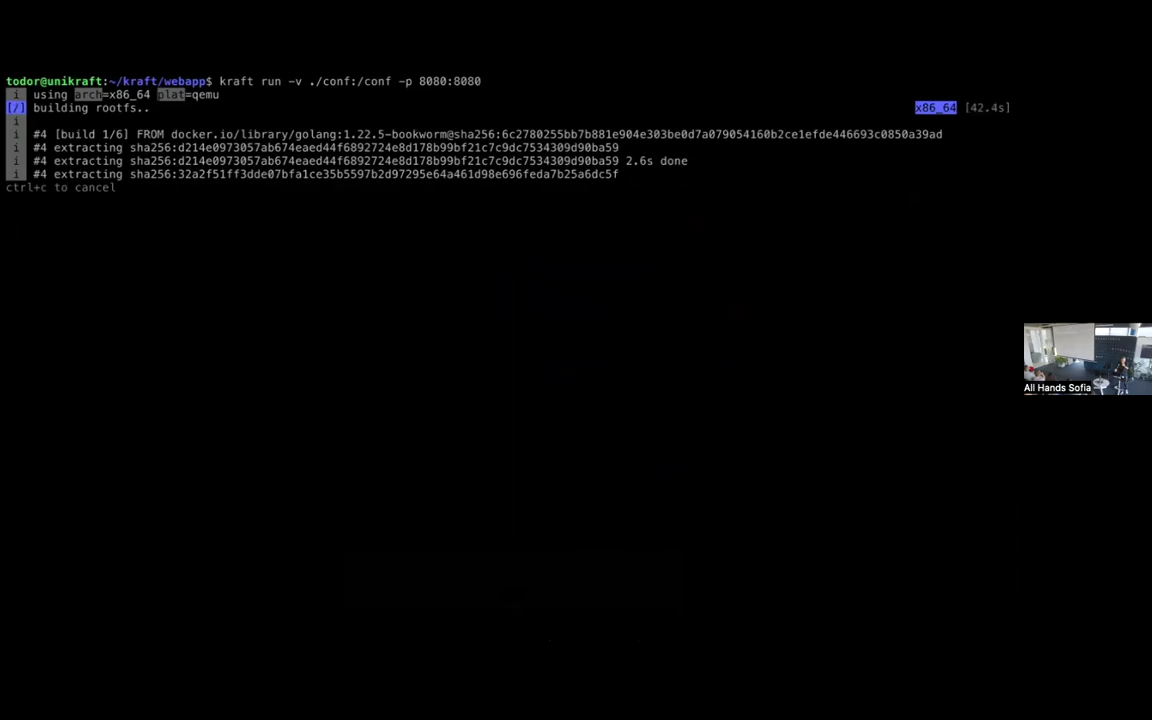 todor@unikraft:~/kraft/webapp$ kraft run -v ./conf:/conf -p 8080:8080
i using arch=x86_64 plat=qemu
[/] building rootfs.. x86_64 [42.4s]
i
i #4 [build 1/6] FROM docker.io/library/golang:1.22.5-bookworm@sha256:6c2780255bb7b881e904e303be0d7a079054160b2ce1efde446693c0850a39ad
i #4 extracting sha256:d214e0973057ab674eaed44f6892724e8d178b99bf21c7c9dc7534309d90ba59
i #4 extracting sha256:d214e0973057ab674eaed44f6892724e8d178b99bf21c7c9dc7534309d90ba59 2.6s done
i #4 extracting sha256:32a2f51ff3dde07bfa1ce35b5597b2d97295e64a461d98e696feda7b25a6dc5f
ctrl+c to cancel
All Hands Sofia